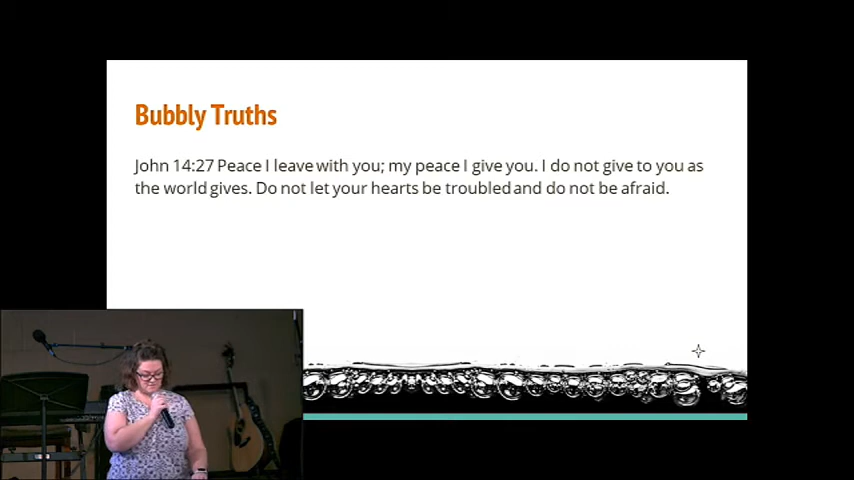 Bubbly Truths
John 14:27 Peace I leave with you; my peace I give you. I do not give to you as
the world gives. Do not let your hearts be troubled and do not be afraid.